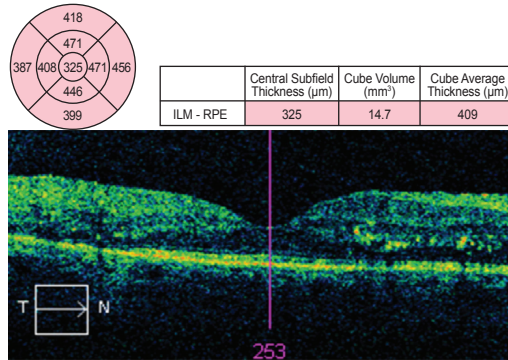 418
471
387 408 325 471 456
446
399
Central Subfield Thickness (µm) Cube Volume (mm³) Cube Average Thickness (µm)
ILM - RPE 325 14.7 409
T N
253